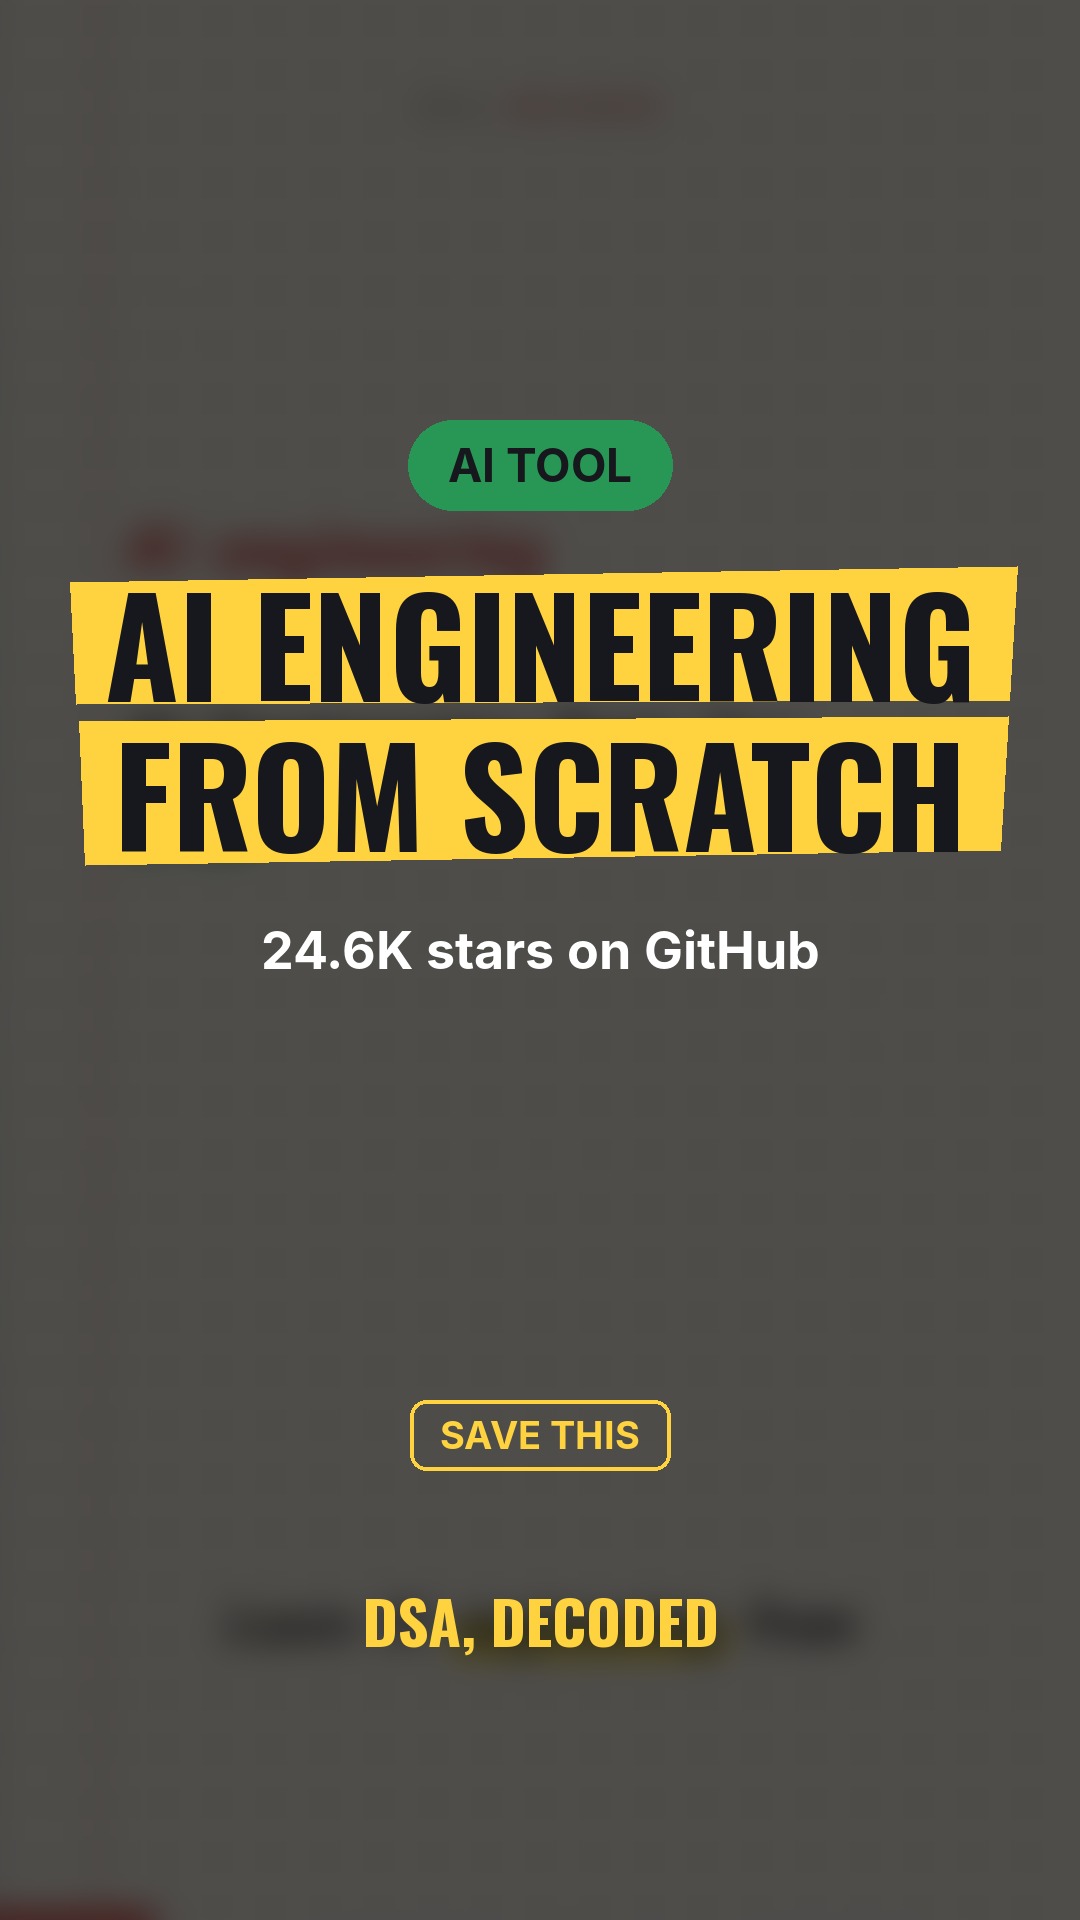 AI TOOL
AI ENGINEERING
FROM SCRATCH
24.6K stars on GitHub
SAVE THIS
DSA, DECODED